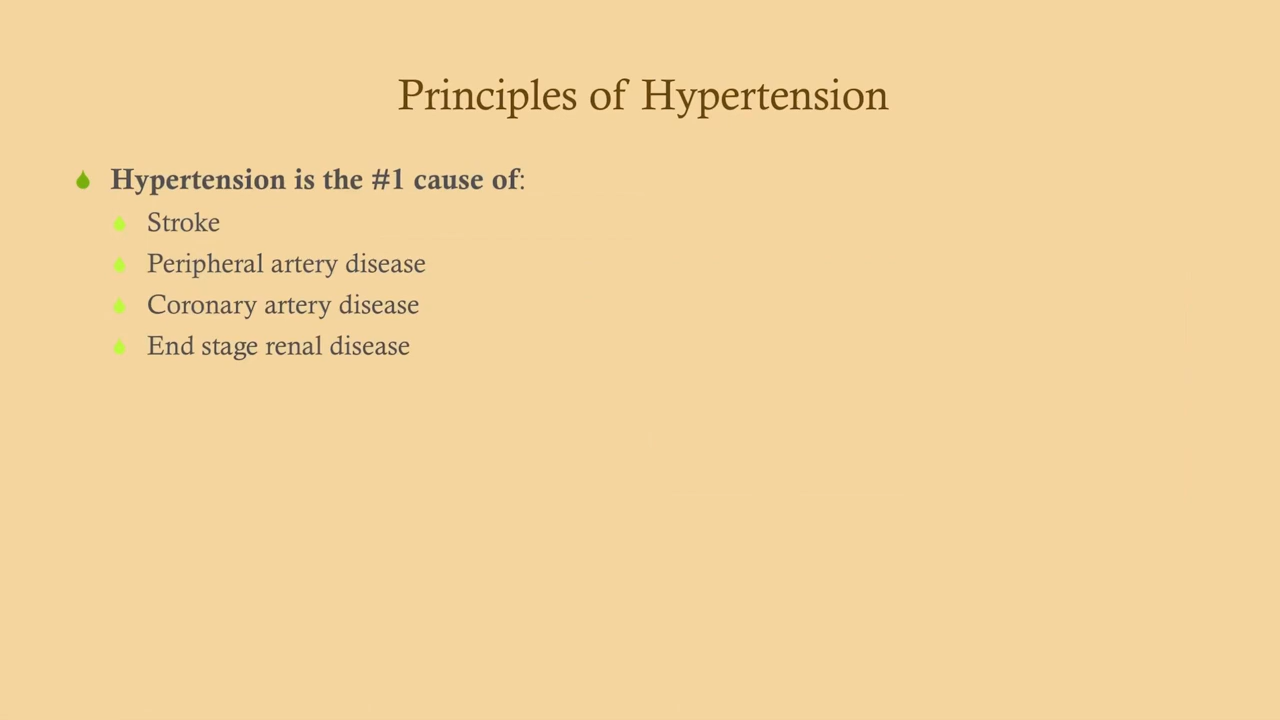 Principles of Hypertension
Hypertension is the #1 cause of:
Stroke
Peripheral artery disease
Coronary artery disease
End stage renal disease